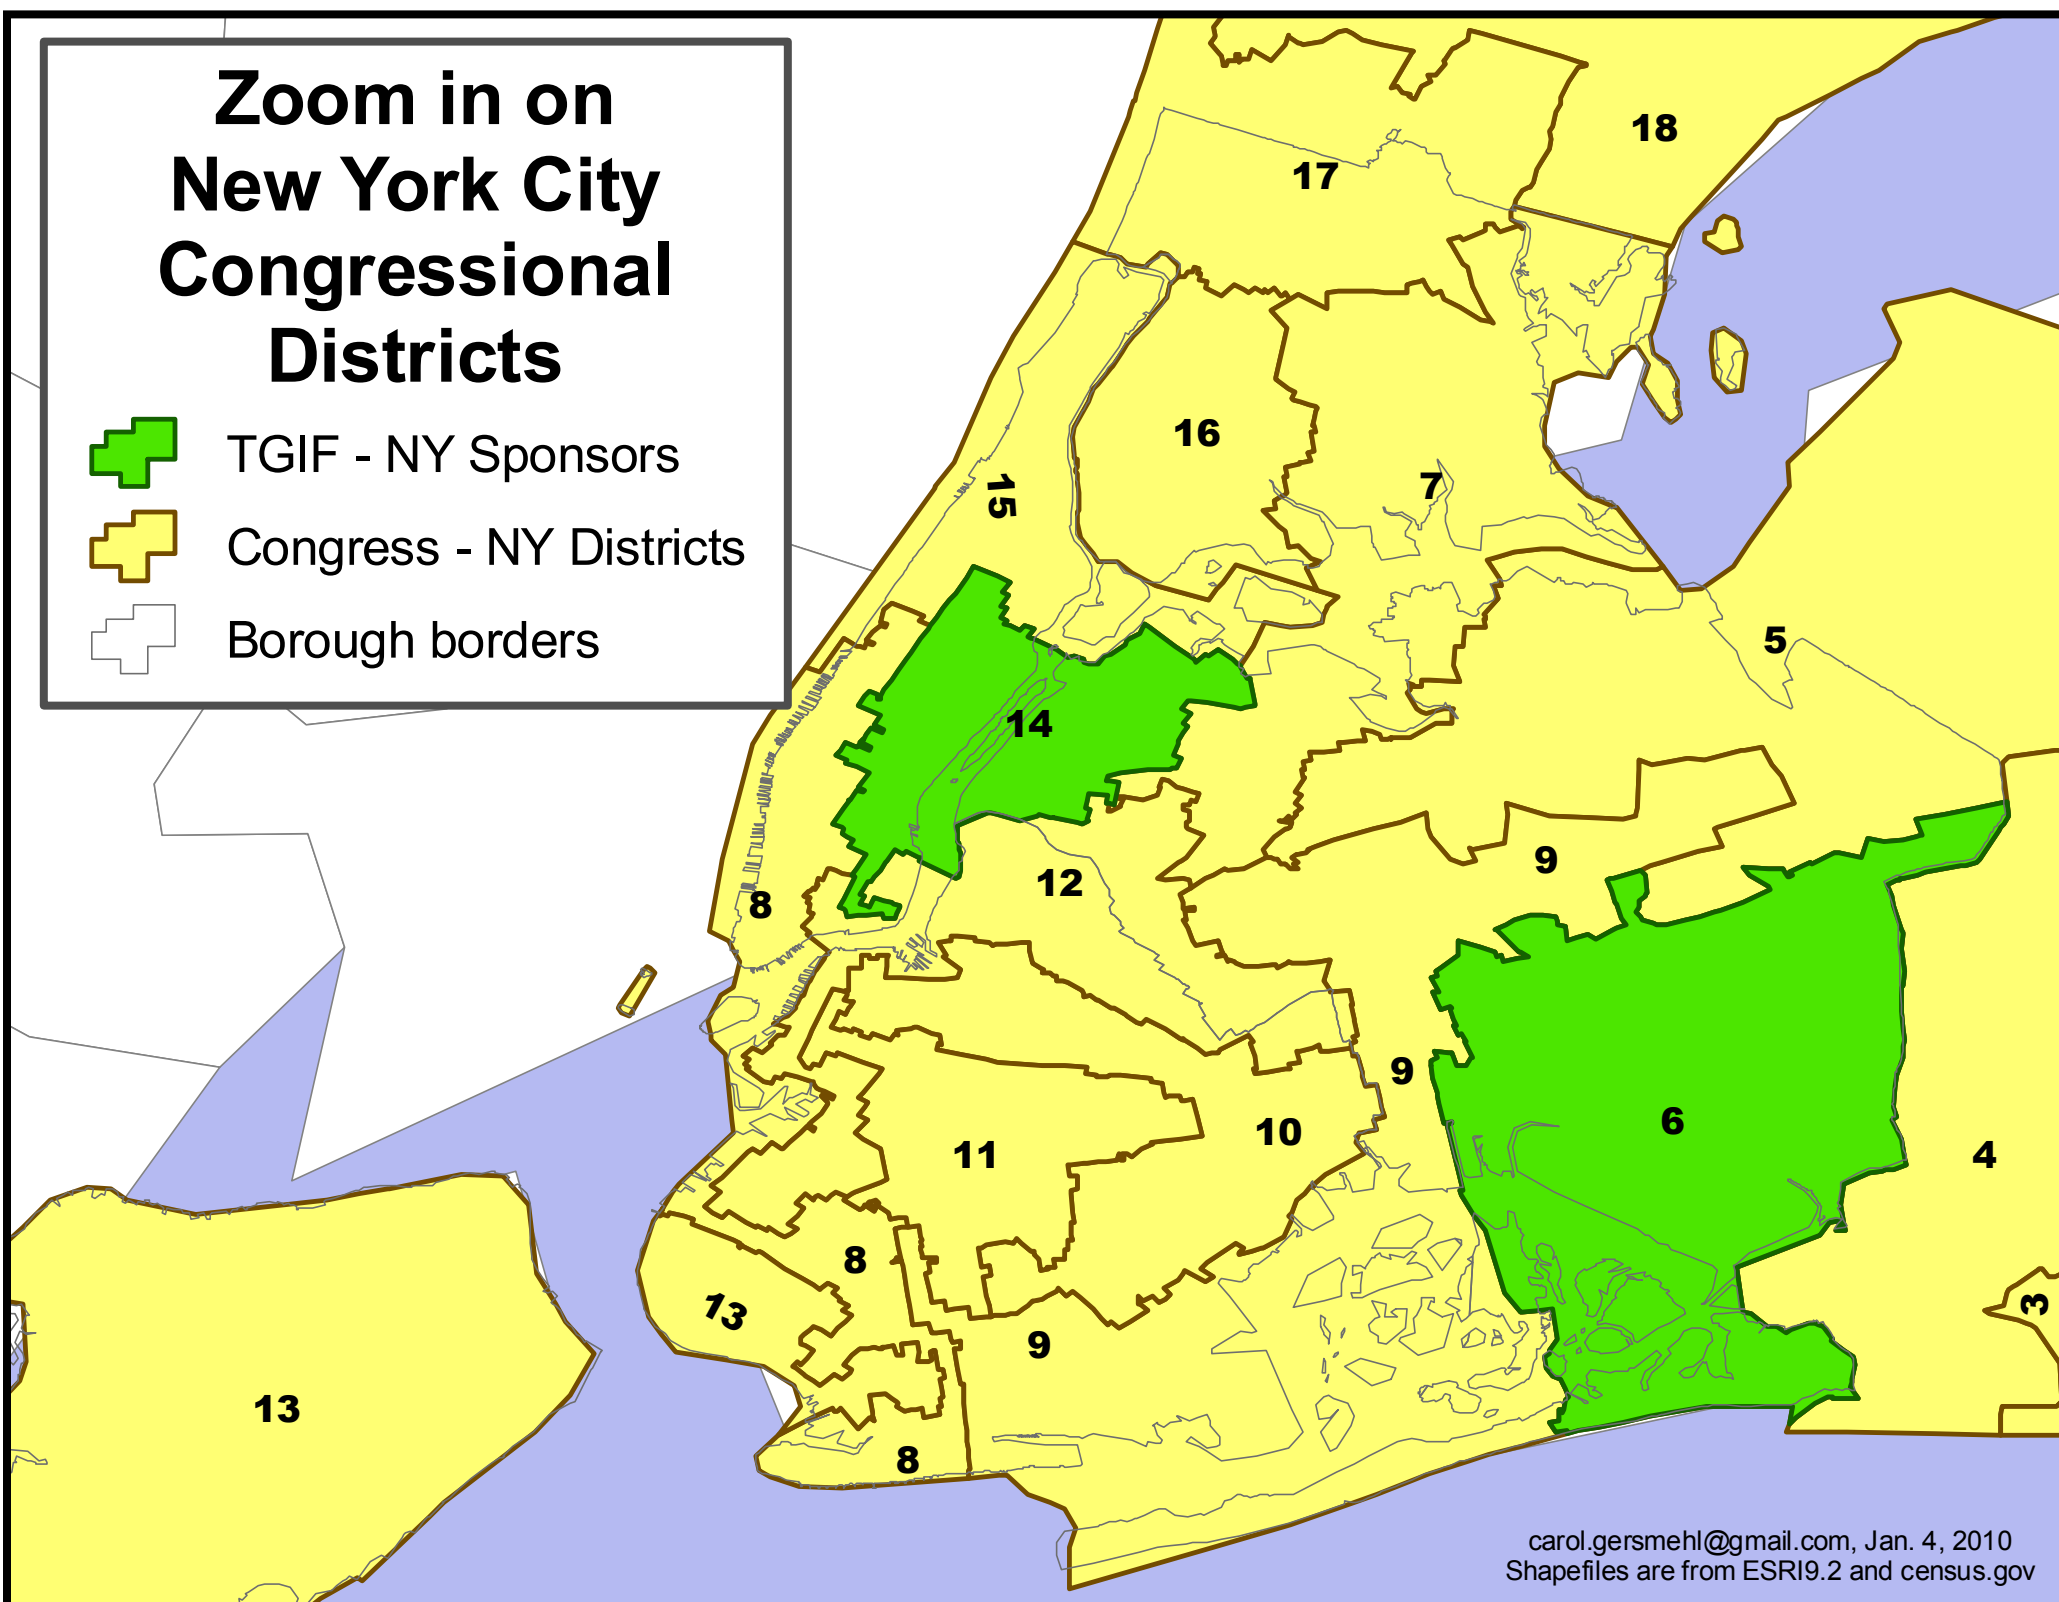 Zoom in on
New York City
Congressional
Districts
TGIF - NY Sponsors
Congress - NY Districts
Borough borders
18
17
16
15
7
5
14
9
12
8
9
6
10
11
4
8
13
3
9
13
8
carol.gersmehl@gmail.com, Jan. 4, 2010
Shapefiles are from ESRI9.2 and census.gov